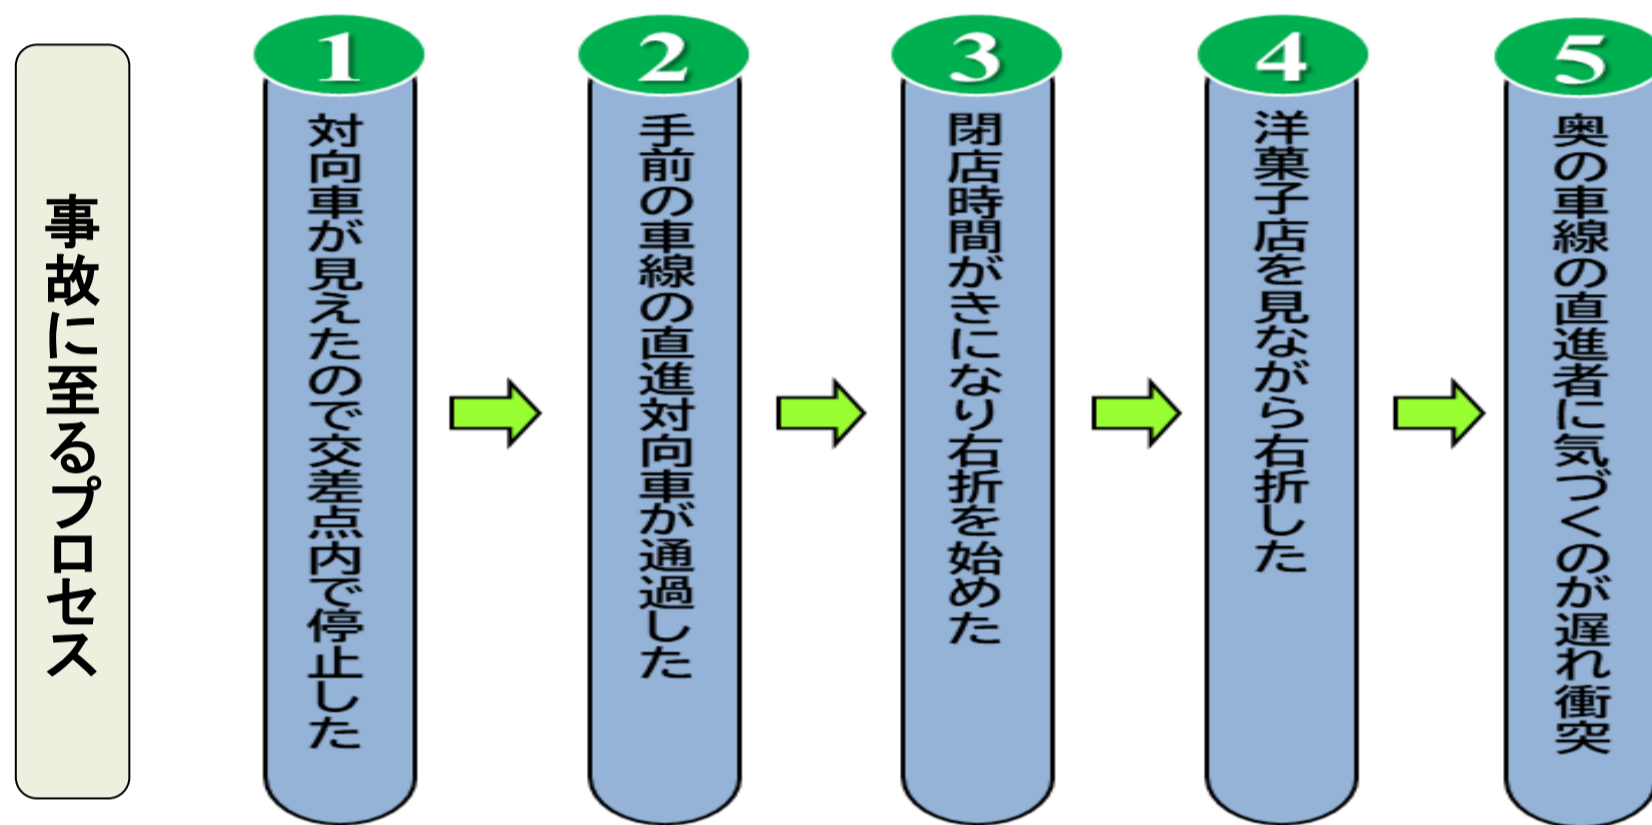 事故に至るプロセス
1
対向車が見えたので交差点内で停止した
2
手前の車線の直進対向車が通過した
3
閉店時間がきになり右折を始めた
4
洋菓子店を見ながら右折した
5
奥の車線の直進者に気づくのが遅れ衝突